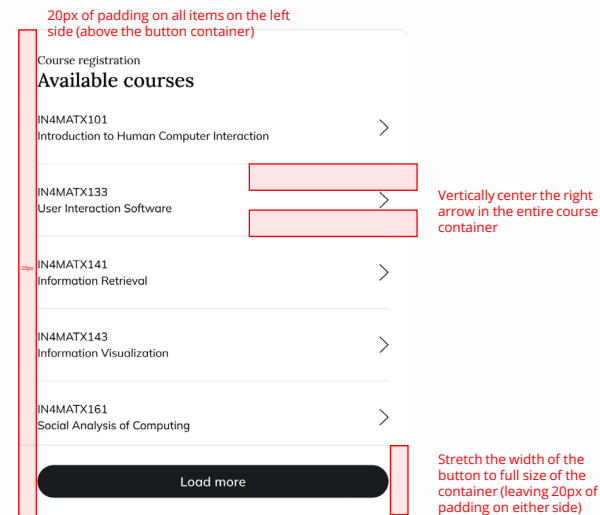 20px of padding on all items on the left
side (above the button container)
Course registration
Available courses
IN4MATX101
Introduction to Human Computer Interaction
IN4MATX133
User Interaction Software
Vertically center the right
arrow in the entire course
container
20px
IN4MATX141
Information Retrieval
IN4MATX143
Information Visualization
IN4MATX161
Social Analysis of Computing
Load more
Stretch the width of the
button to full size of the
container (leaving 20px of
padding on either side)